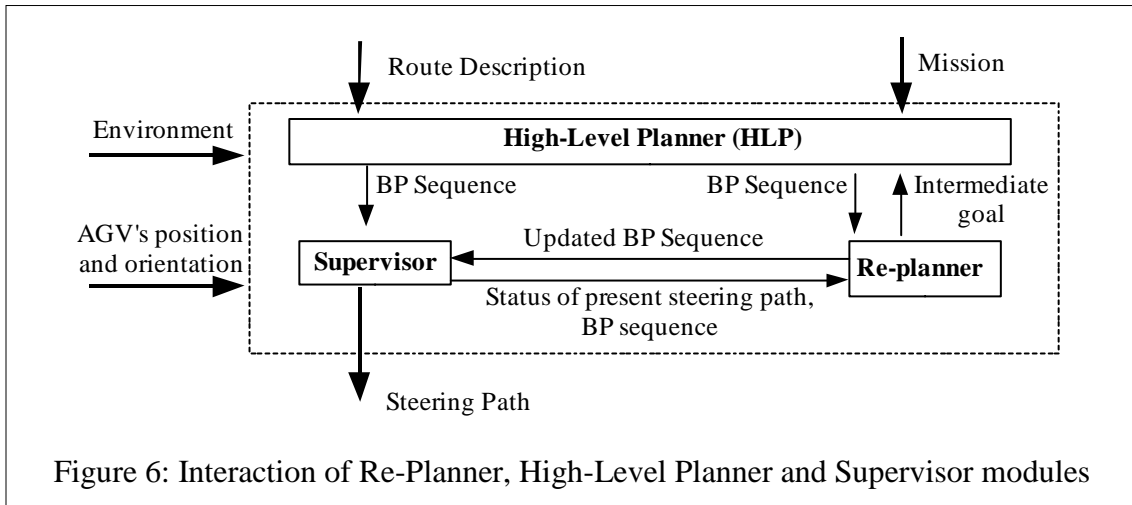 Route Description
Mission
Environment
High-Level Planner (HLP)
BP Sequence
BP Sequence
Intermediate
goal
AGV's position
and orientation
Updated BP Sequence
Supervisor
Re-planner
Status of present steering path,
BP sequence
Steering Path
Figure 6: Interaction of Re-Planner, High-Level Planner and Supervisor modules